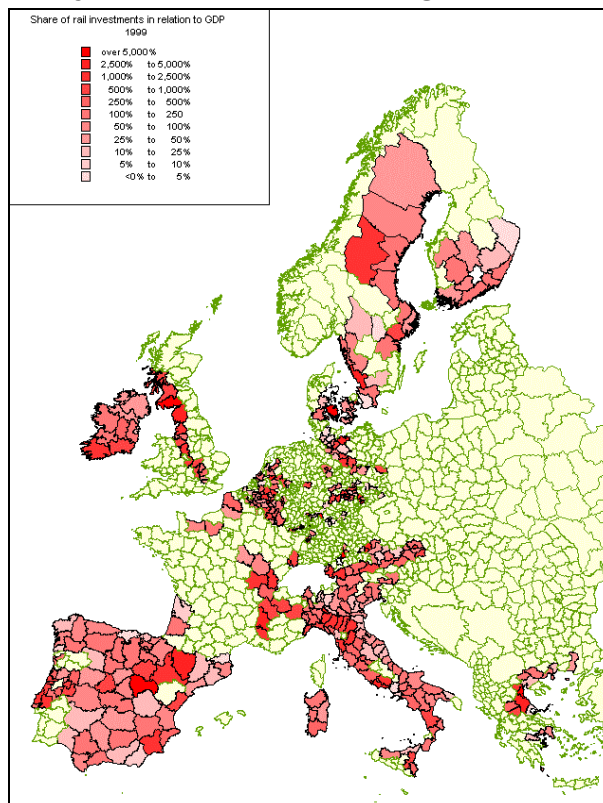 Share of rail investments in relation to GDP
1999
over 5,000%
2,500% to 5,000%
1,000% to 2,500%
500% to 1,000%
250% to 500%
100% to 250
50% to 100%
25% to 50%
10% to 25%
5% to 10%
<0% to 5%